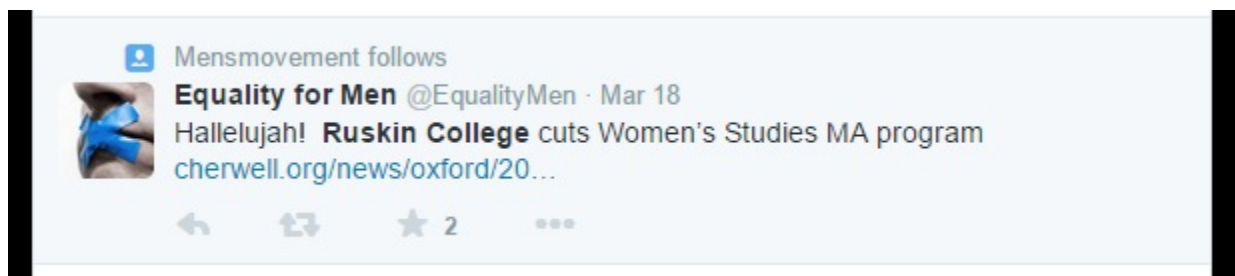 Mensmovement follows
Equality for Men @EqualityMen · Mar 18
Hallelujah!  Ruskin College cuts Women's Studies MA program
cherwell.org/news/oxford/20...
2